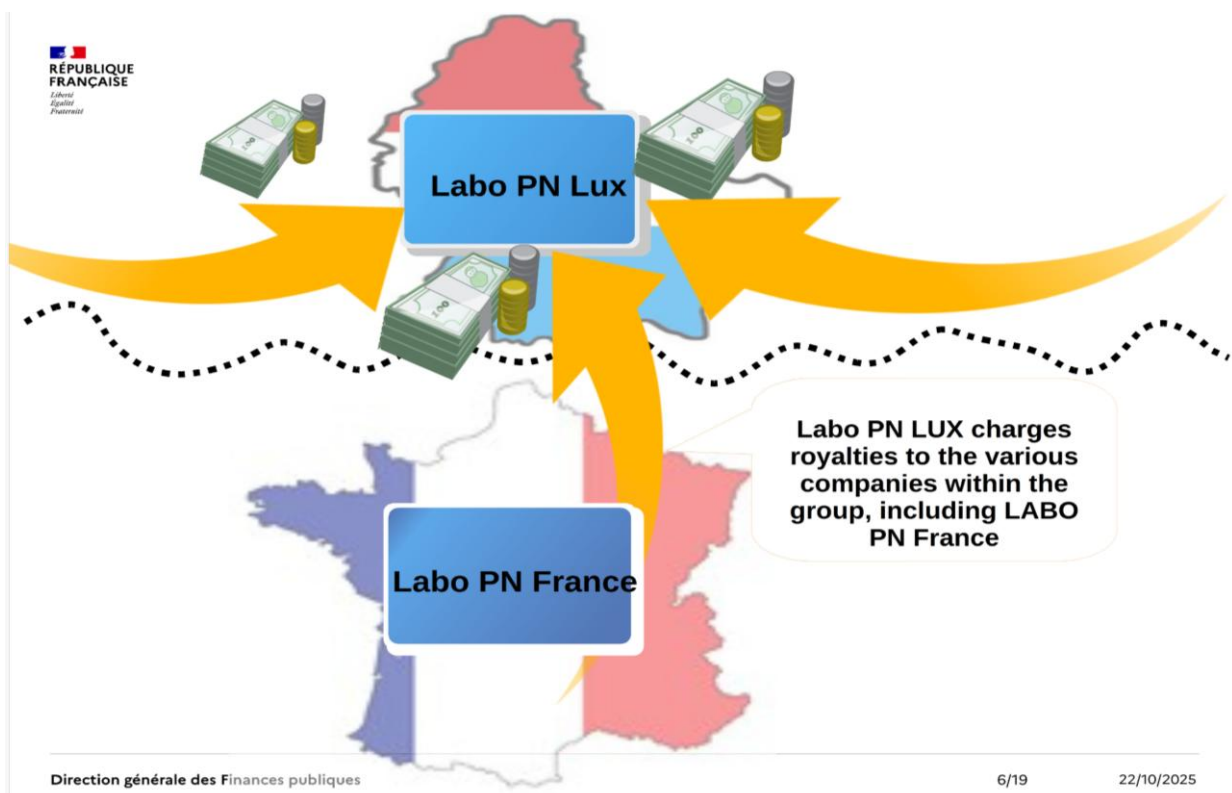 RÉPUBLIQUE
FRANÇAISE
Liberté
Égalité
Fraternité
Labo PN Lux
Labo PN LUX charges
royalties to the various
companies within the
group, including LABO
PN France
Labo PN France
Direction générale des Finances publiques
6/19
22/10/2025